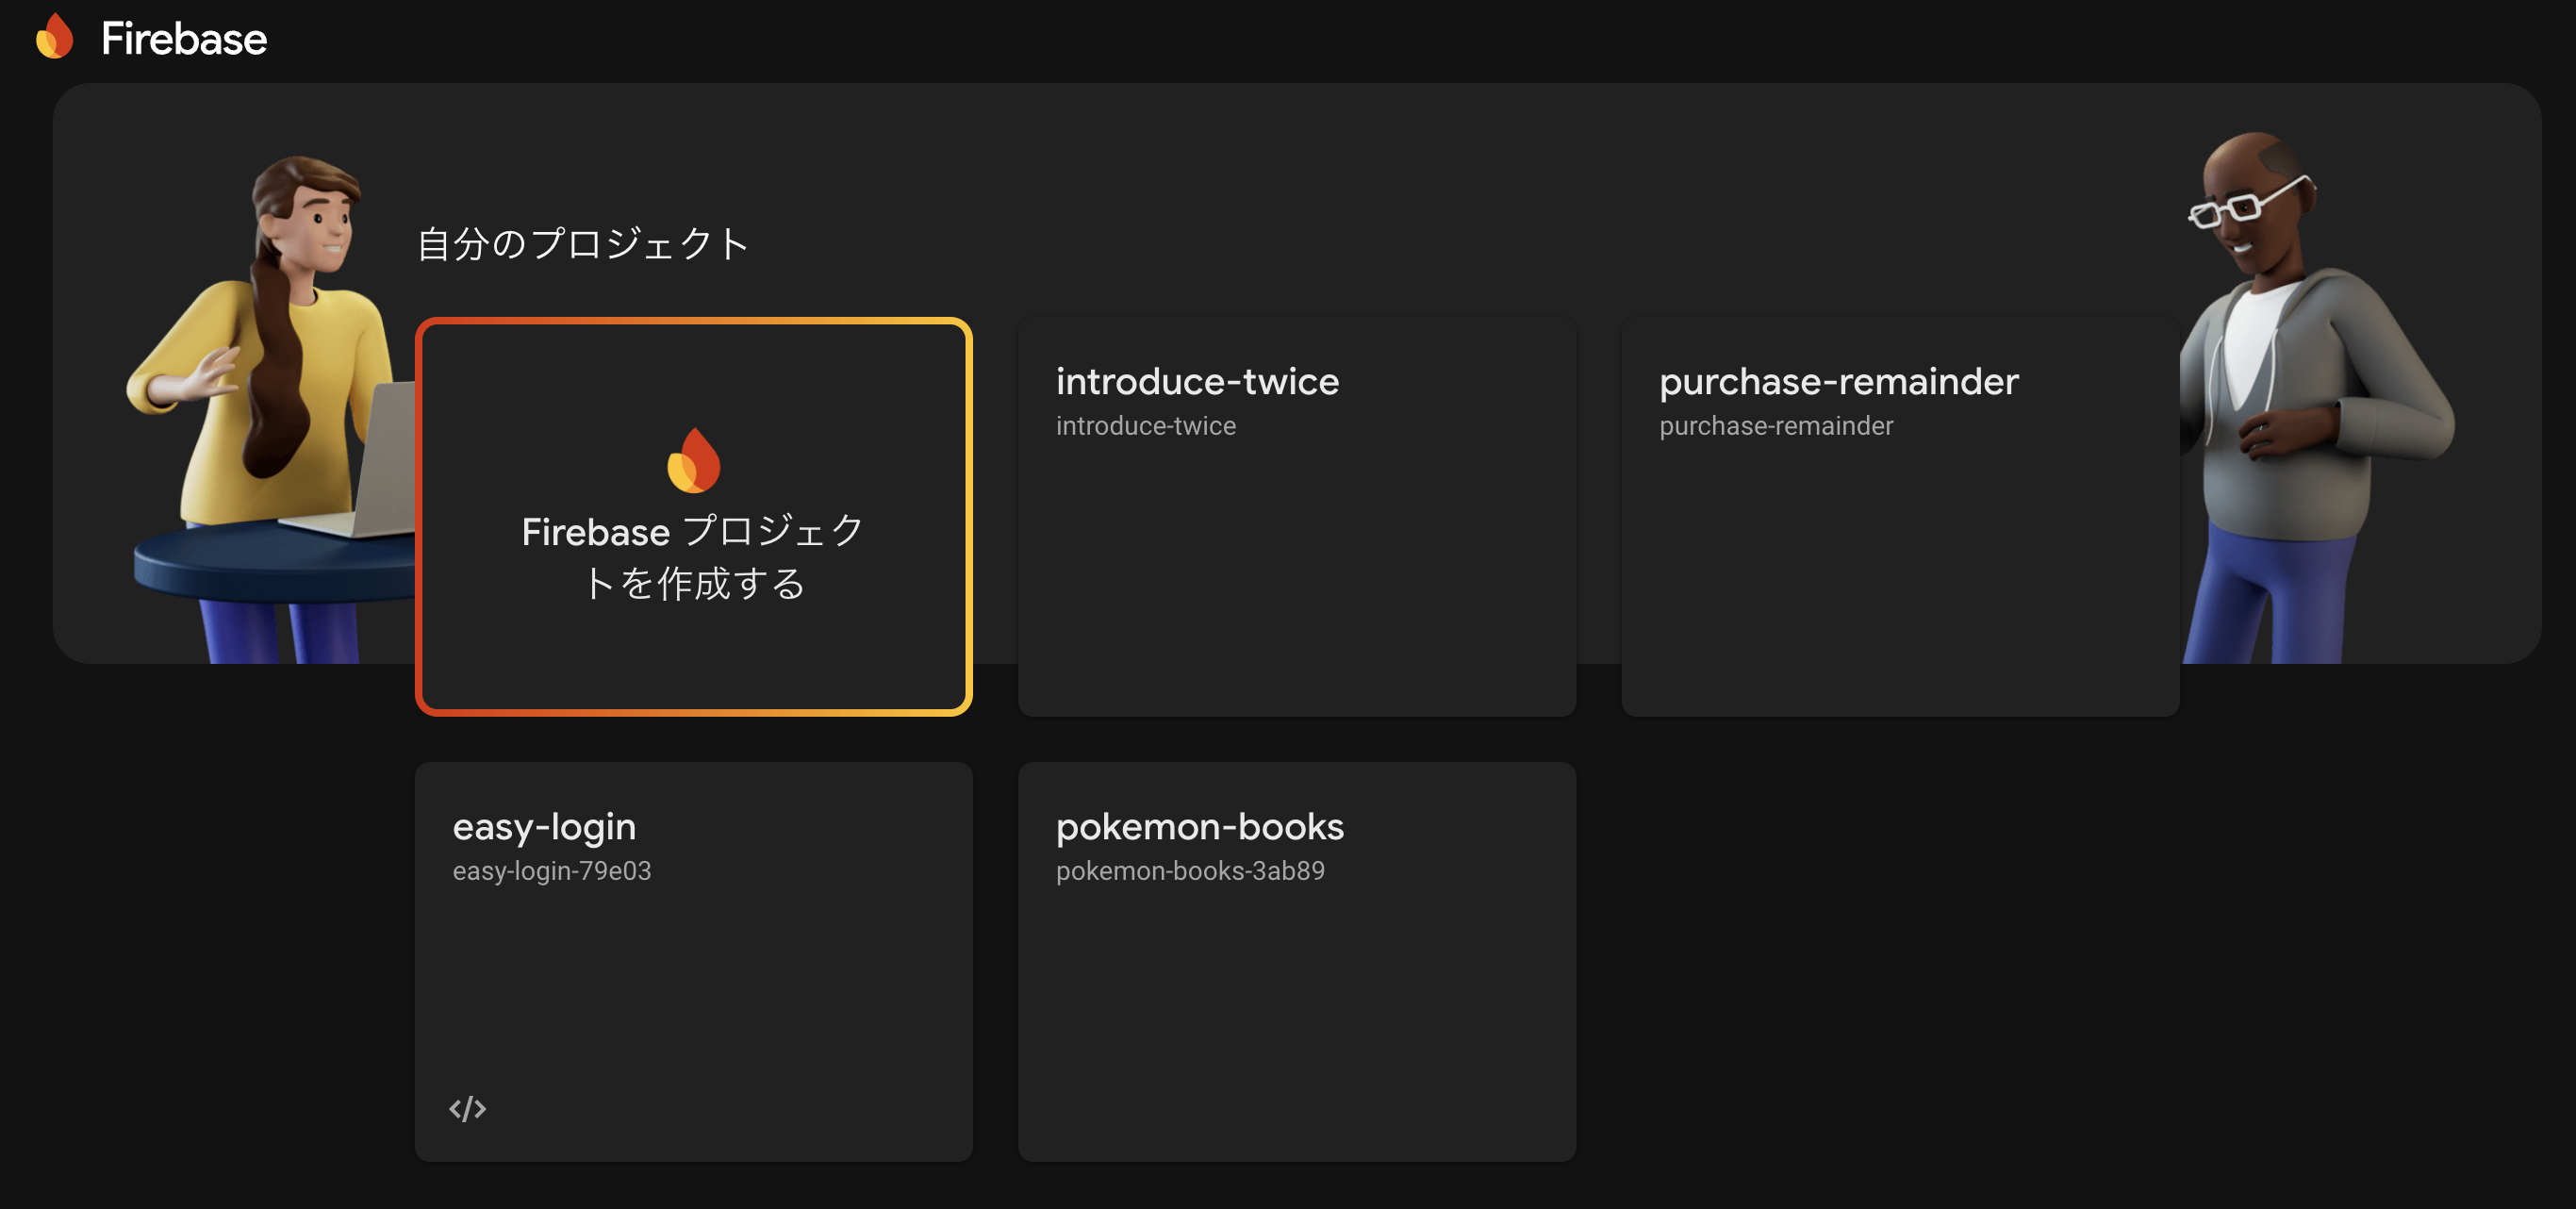 Firebase
自分のプロジェクト
Firebase プロジェク
トを作成する
introduce-twice
introduce-twice
purchase-remainder
purchase-remainder
easy-login
easy-login-79e03
</>
pokemon-books
pokemon-books-3ab89